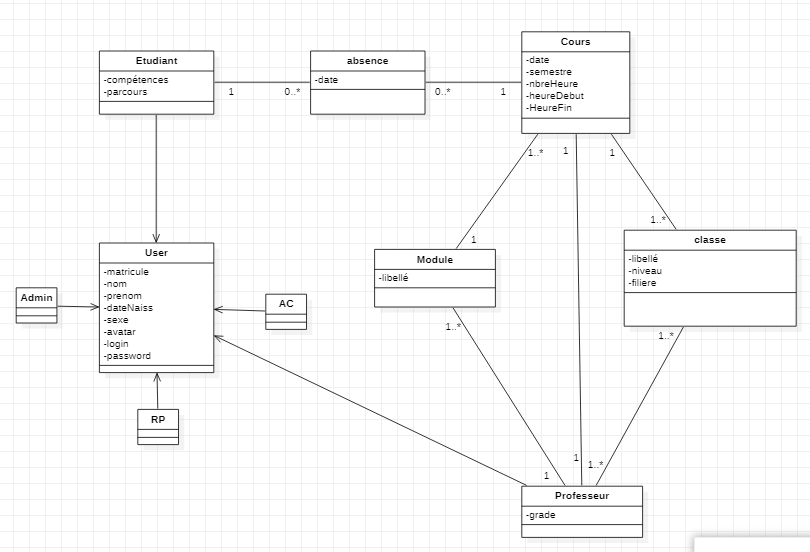 Etudiant
-compétences
-parcours
1
0..*
absence
-date
0..*
1
Cours
-date
-semestre
-nbreHeure
-heureDebut
-HeureFin
1..*
1
1
1
1..*
User
-matricule
-nom
-prenom
-dateNaiss
-sexe
-avatar
-login
-password
Admin
AC
RP
Module
-libellé
1..*
classe
-libellé
-niveau
-filiere
1..*
1
1
1..*
Professeur
-grade